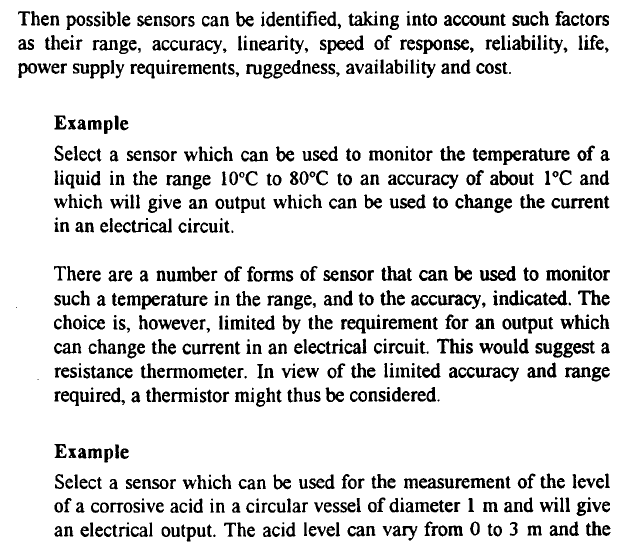 Then possible sensors can be identified, taking into account such factors
as their range, accuracy, linearity, speed of response, reliability, life,
power supply requirements, ruggedness, availability and cost.
Example
Select a sensor which can be used to monitor the temperature of a
liquid in the range 10°C to 80°C to an accuracy of about 1°C and
which will give an output which can be used to change the current
in an electrical circuit.
There are a number of forms of sensor that can be used to monitor
such a temperature in the range, and to the accuracy, indicated. The
choice is, however, limited by the requirement for an output which
can change the current in an electrical circuit. This would suggest a
resistance thermometer. In view of the limited accuracy and range
required, a thermistor might thus be considered.
Example
Select a sensor which can be used for the measurement of the level
of a corrosive acid in a circular vessel of diameter 1 m and will give
an electrical output. The acid level can vary from 0 to 3 m and the